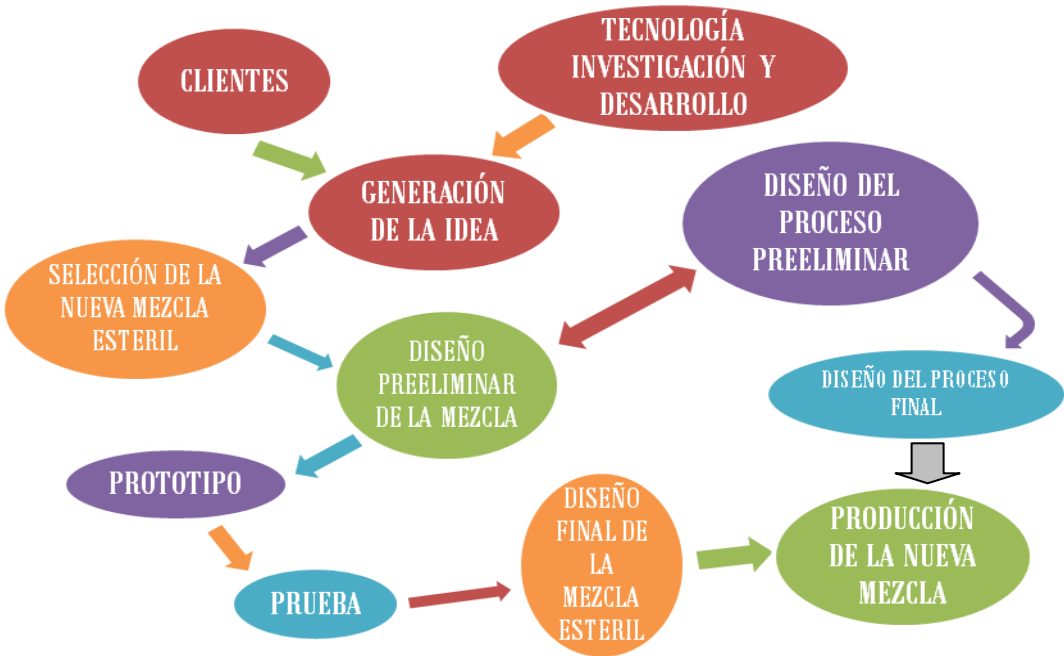 CLIENTES
TECNOLOGÍA
INVESTIGACIÓN Y
DESARROLLO
GENERACIÓN
DE LA IDEA
DISEÑO DEL
PROCESO
PREELIMINAR
SELECCIÓN DE LA
NUEVA MEZCLA
ESTERIL
DISEÑO
PREELIMINAR
DE LA MEZCLA
DISEÑO DEL PROCESO
FINAL
PROTOTIPO
DISEÑO
FINAL DE
LA
MEZCLA
ESTERIL
PRODUCCIÓN
DE LA NUEVA
MEZCLA
PRUEBA